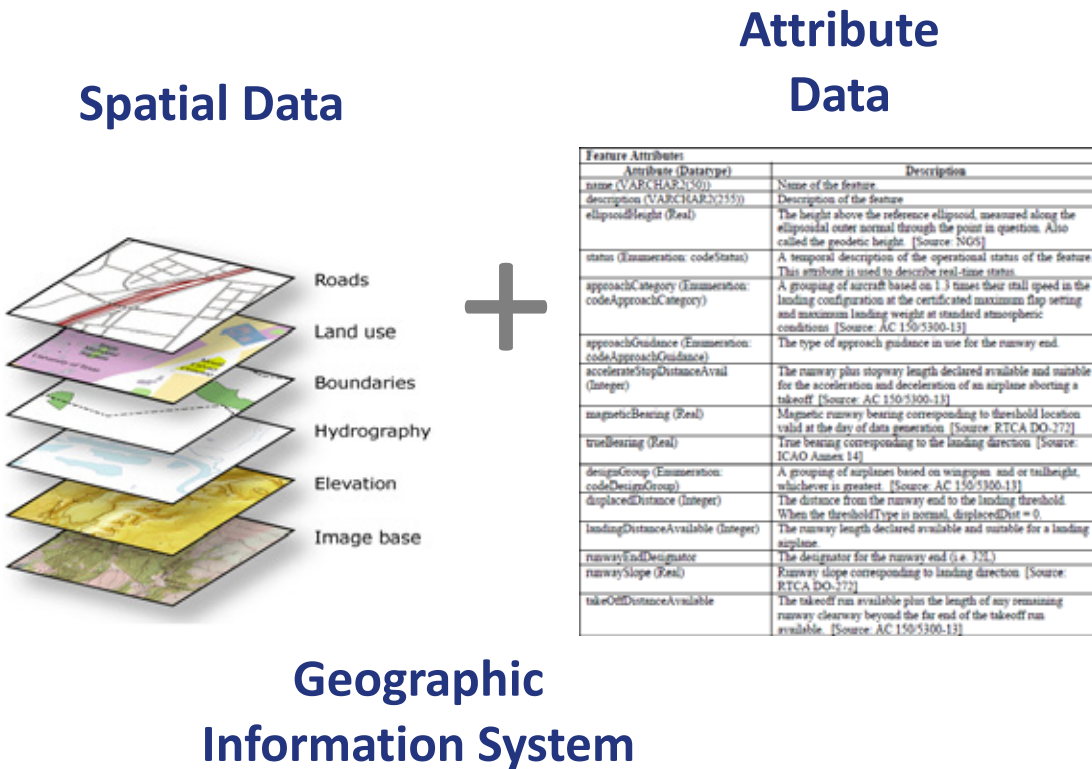 Attribute
Data
Spatial Data
Roads
Land use
Boundaries
Hydrography
Elevation
Image base
Feature Attributes
Attribute (Datatype) Description
name (VARCHAR2(50)) Name of the feature.
description (VARCHAR2(255)) Description of the feature
ellipsoidHeight (Real) The height above the reference ellipsoid, measured along the
ellipsoidal outer normal through the point in question. Also
called the geodetic height. [Source: NGS]
status (Enumeration: codeStatus) A temporal description of the operational status of the feature
This attribute is used to describe real-time status.
approachCategory (Enumeration: A grouping of aircraft based on 1.3 times their stall speed in the
codeApproachCategory) landing configuration at the certificated maximum flap setting
and maximum landing weight at standard atmospheric
conditions [Source: AC 150/5300-13]
approachGuidance (Enumeration: The type of approach guidance in use for the runway end.
codeApproachGuidance)
accelerateStopDistanceAvail The runway plus stopway length declared available and suitable
(Integer) for the acceleration and deceleration of an airplane aborting a
takeoff [Source: AC 150/5300-13]
magneticBearing (Real) Magnetic runway bearing corresponding to threshold location
valid at the day of data generation [Source: RTCA DO-272]
trueBearing (Real) True bearing corresponding to the landing direction [Source:
ICAO Annex 14]
designGroup (Enumeration: A grouping of airplanes based on wingspan and or tailheight,
codeDesignGroup) whichever is greatest. [Source: AC 150/5300-13]
displacedDistance (Integer) The distance from the runway end to the landing threshold.
When the thresholdType is normal, displacedDist = 0.
landingDistanceAvailable (Integer) The runway length declared available and suitable for a landing
airplane.
runwayEndDesignator The designator for the runway end (i.e. 32L)
runwaySlope (Real) Runway slope corresponding to landing direction [Source:
RTCA DO-272]
takeOffDistanceAvailable The takeoff run available plus the length of any remaining
runway clearway beyond the far end of the takeoff run
available. [Source: AC 150/5300-13]
Geographic
Information System